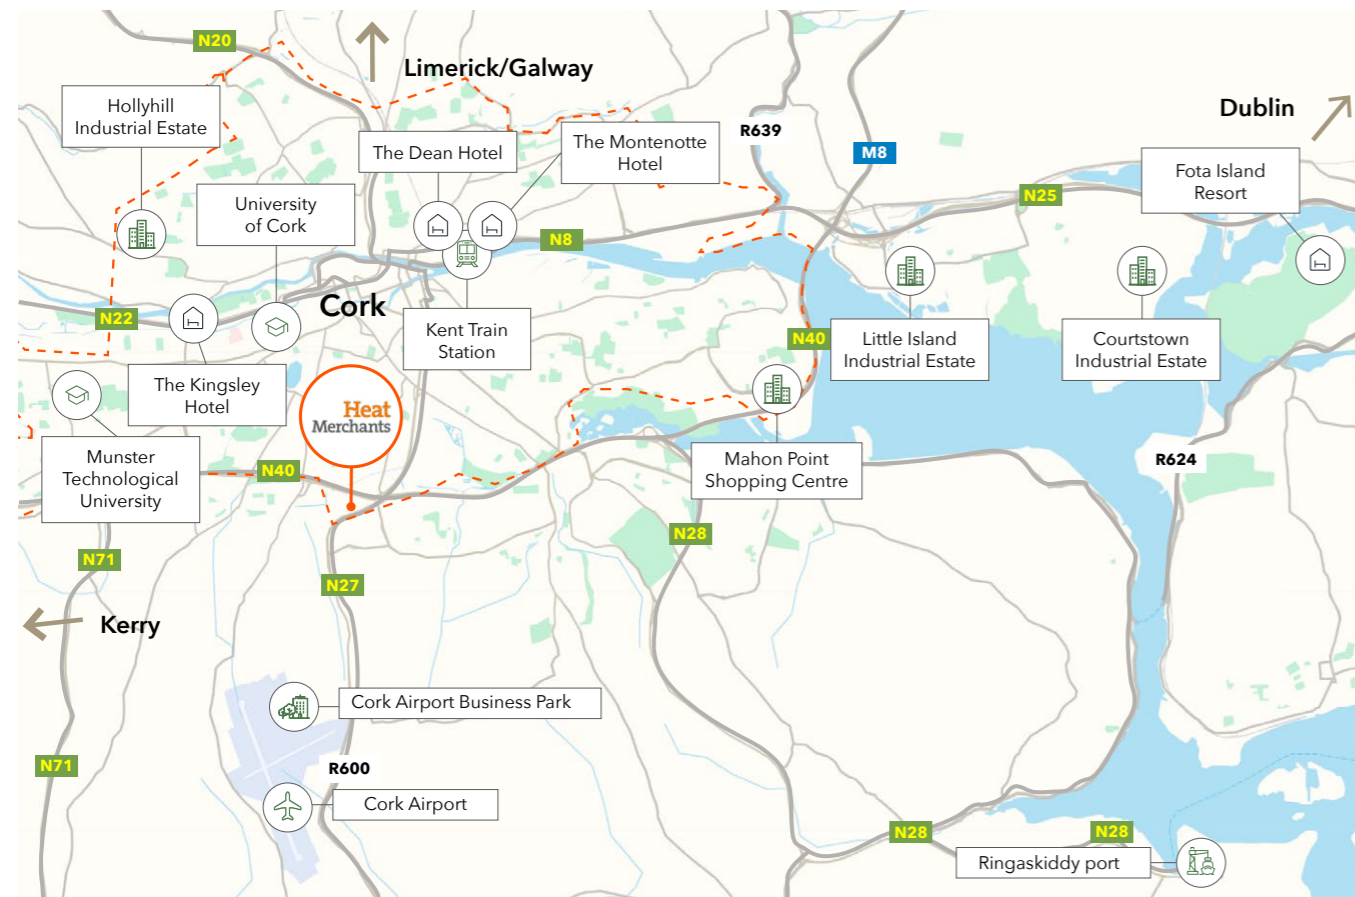 N20
Limerick/Galway
Hollyhill
Industrial Estate
The Dean Hotel
The Montenotte
Hotel
R639
M8
Dublin
Fota Island
Resort
University
of Cork
N25
N8
N22
Cork
Kent Train
Station
N40
Little Island
Industrial Estate
Courtstown
Industrial Estate
The Kingsley
Hotel
Heat
Merchants
Munster
Technological
University
N40
Mahon Point
Shopping Centre
R624
N28
N71
N27
Kerry
Cork Airport Business Park
N71
R600
Cork Airport
N28
N28
Ringaskiddy port